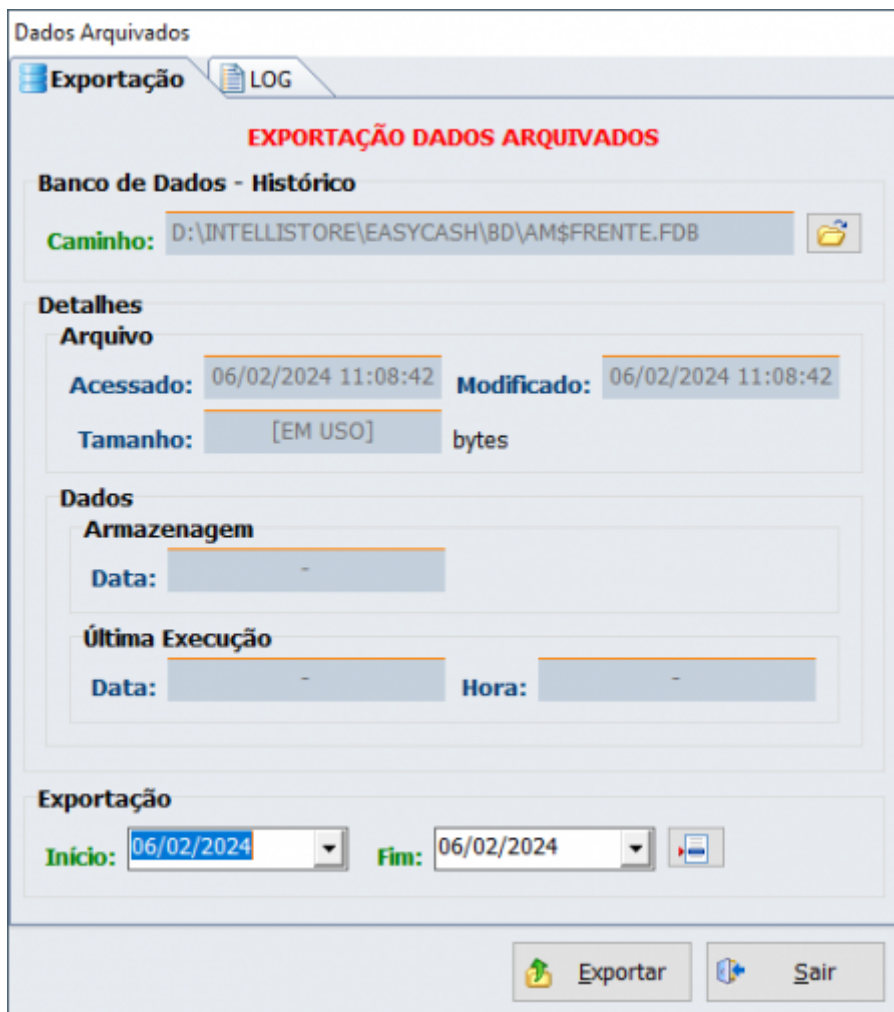 Dados Arquivados
Exportação LOG
EXPORTAÇÃO DADOS ARQUIVADOS
Banco de Dados - Histórico
Caminho: D:\INTELLISTORE\EASYCASH\BD\AM$FRENTE.FDB
Detalhes
Arquivo
Acessado: 06/02/2024 11:08:42 Modificado: 06/02/2024 11:08:42
Tamanho: [EM USO] bytes
Dados
Armazenagem
Data: -
Última Execução
Data: - Hora: -
Exportação
Início: 06/02/2024 Fim: 06/02/2024
Exportar Sair